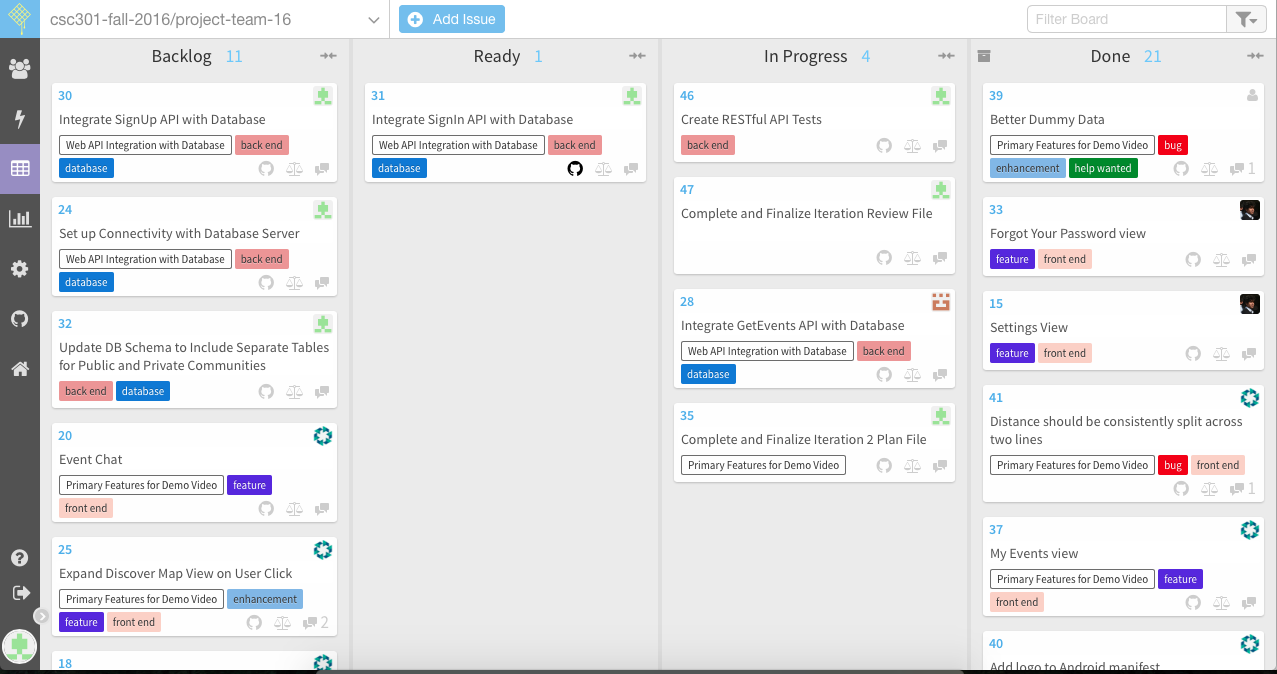 csc301-fall-2016/project-team-16
Add Issue
Filter Board
Backlog 11
30
Integrate SignUp API with Database
Web API Integration with Database back end
database
24
Set up Connectivity with Database Server
Web API Integration with Database back end
database
32
Update DB Schema to Include Separate Tables
for Public and Private Communities
back end database
20
Event Chat
Primary Features for Demo Video feature
front end
25
Expand Discover Map View on User Click
Primary Features for Demo Video enhancement
feature front end 2
18
Ready 1
31
Integrate SignIn API with Database
Web API Integration with Database back end
database
In Progress 4
46
Create RESTful API Tests
back end
47
Complete and Finalize Iteration Review File
28
Integrate GetEvents API with Database
Web API Integration with Database back end
database
35
Complete and Finalize Iteration 2 Plan File
Primary Features for Demo Video
Done 21
39
Better Dummy Data
Primary Features for Demo Video bug
enhancement help wanted 1
33
Forgot Your Password view
feature front end
15
Settings View
feature front end
41
Distance should be consistently split across
two lines
Primary Features for Demo Video bug front end
1
37
My Events view
Primary Features for Demo Video feature
front end
40
Add logo to Android manifest